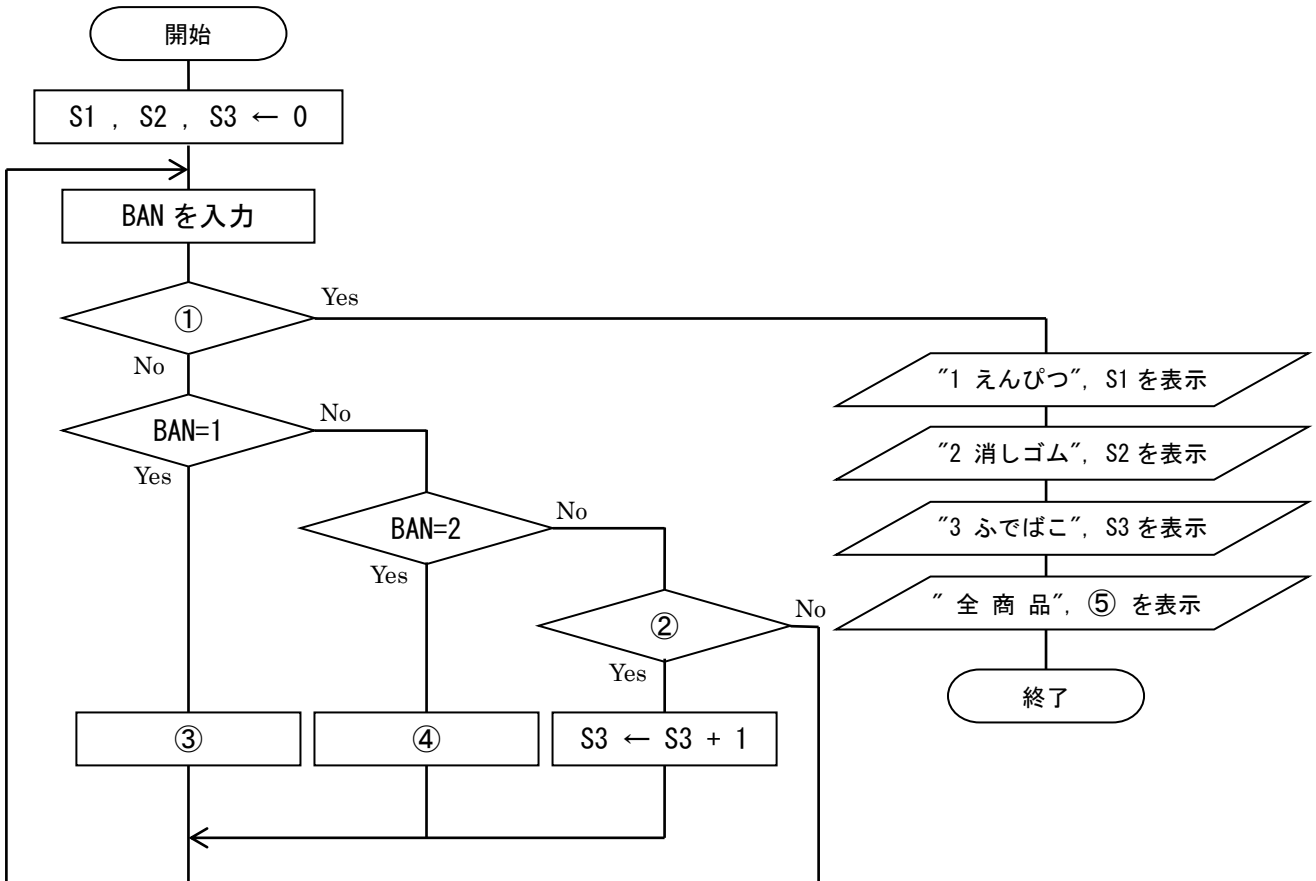 開始
S1 , S2 , S3 ← 0
BAN を入力
①
Yes
No
BAN=1
No
Yes
BAN=2
No
Yes
②
No
Yes
③
④
S3 ← S3 + 1
"1 えんぴつ", S1 を表示
"2 消しゴム", S2 を表示
"3 ふでばこ", S3 を表示
" 全 商 品", ⑤ を表示
終了